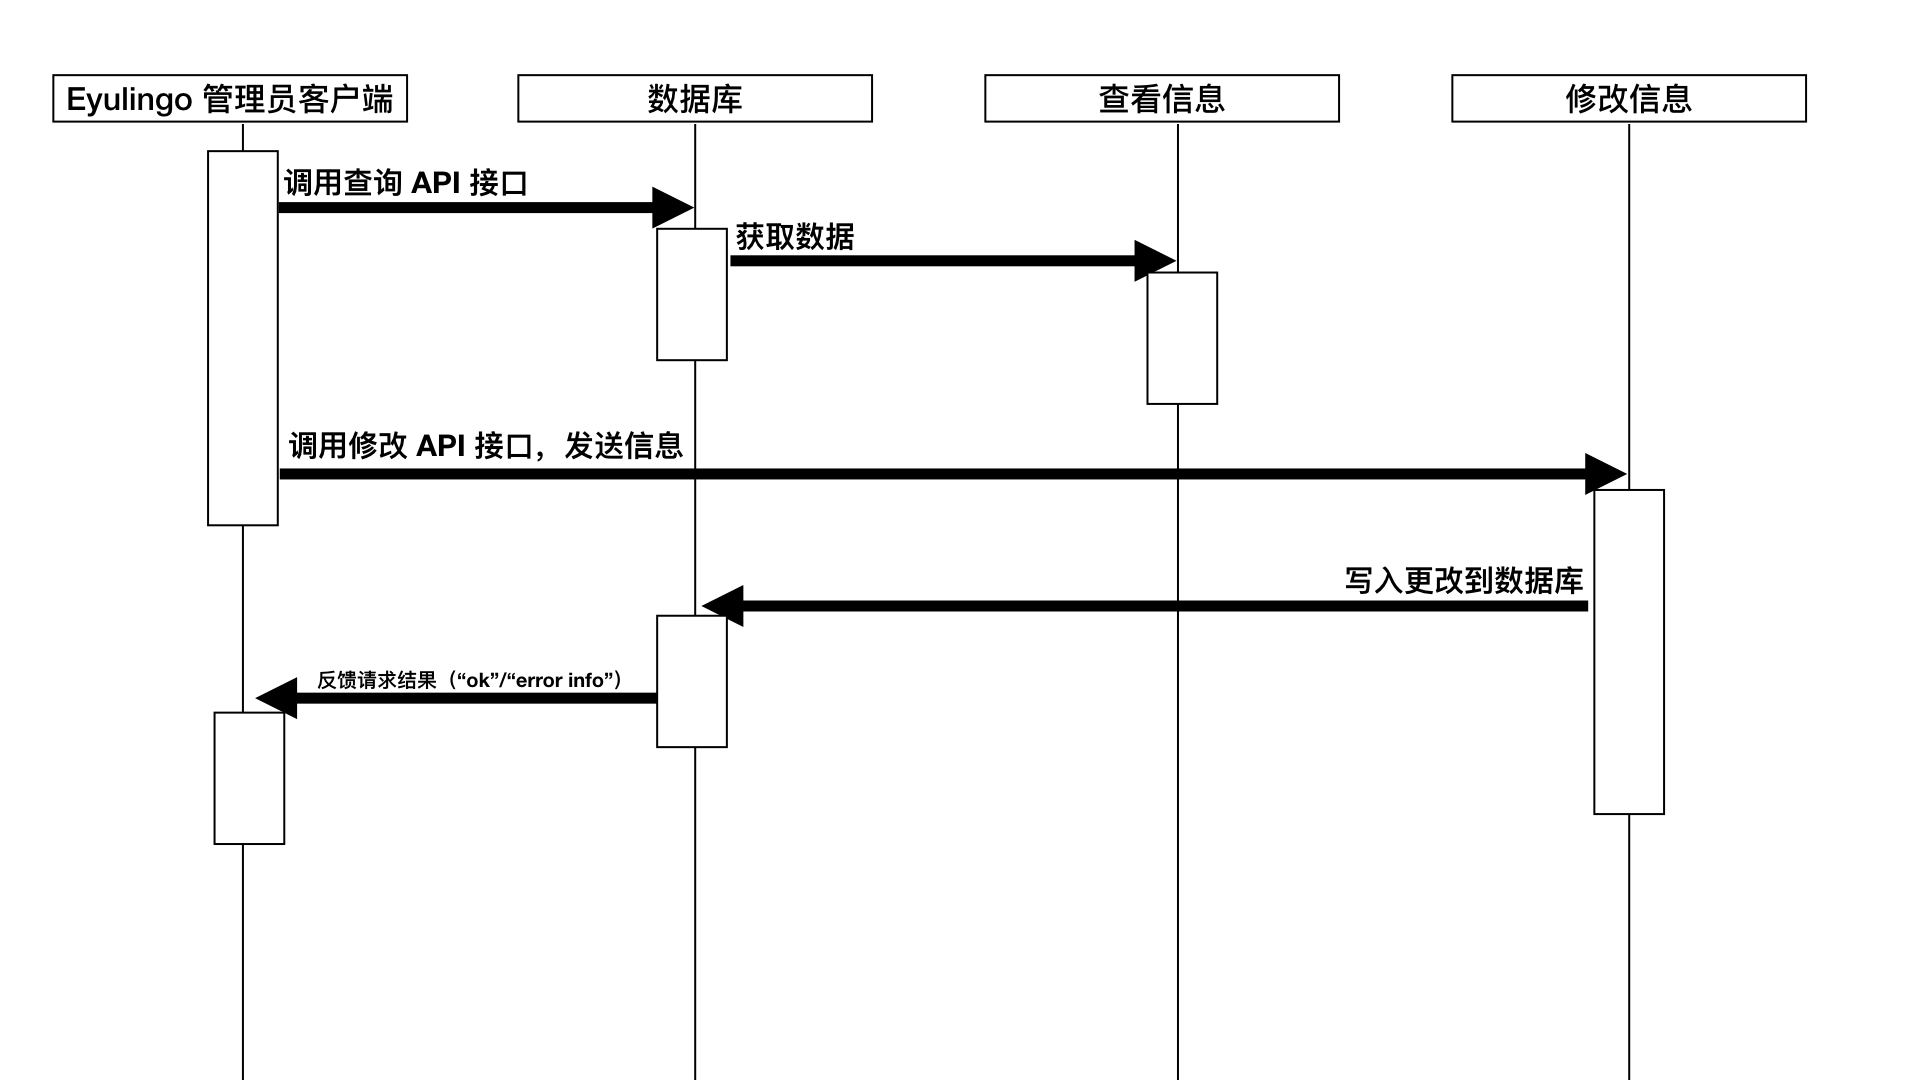 Eyulingo 管理员客户端
数据库
查看信息
修改信息
调用查询 API 接口
获取数据
调用修改 API 接口，发送信息
写入更改到数据库
反馈请求结果（“ok”/“error info”）